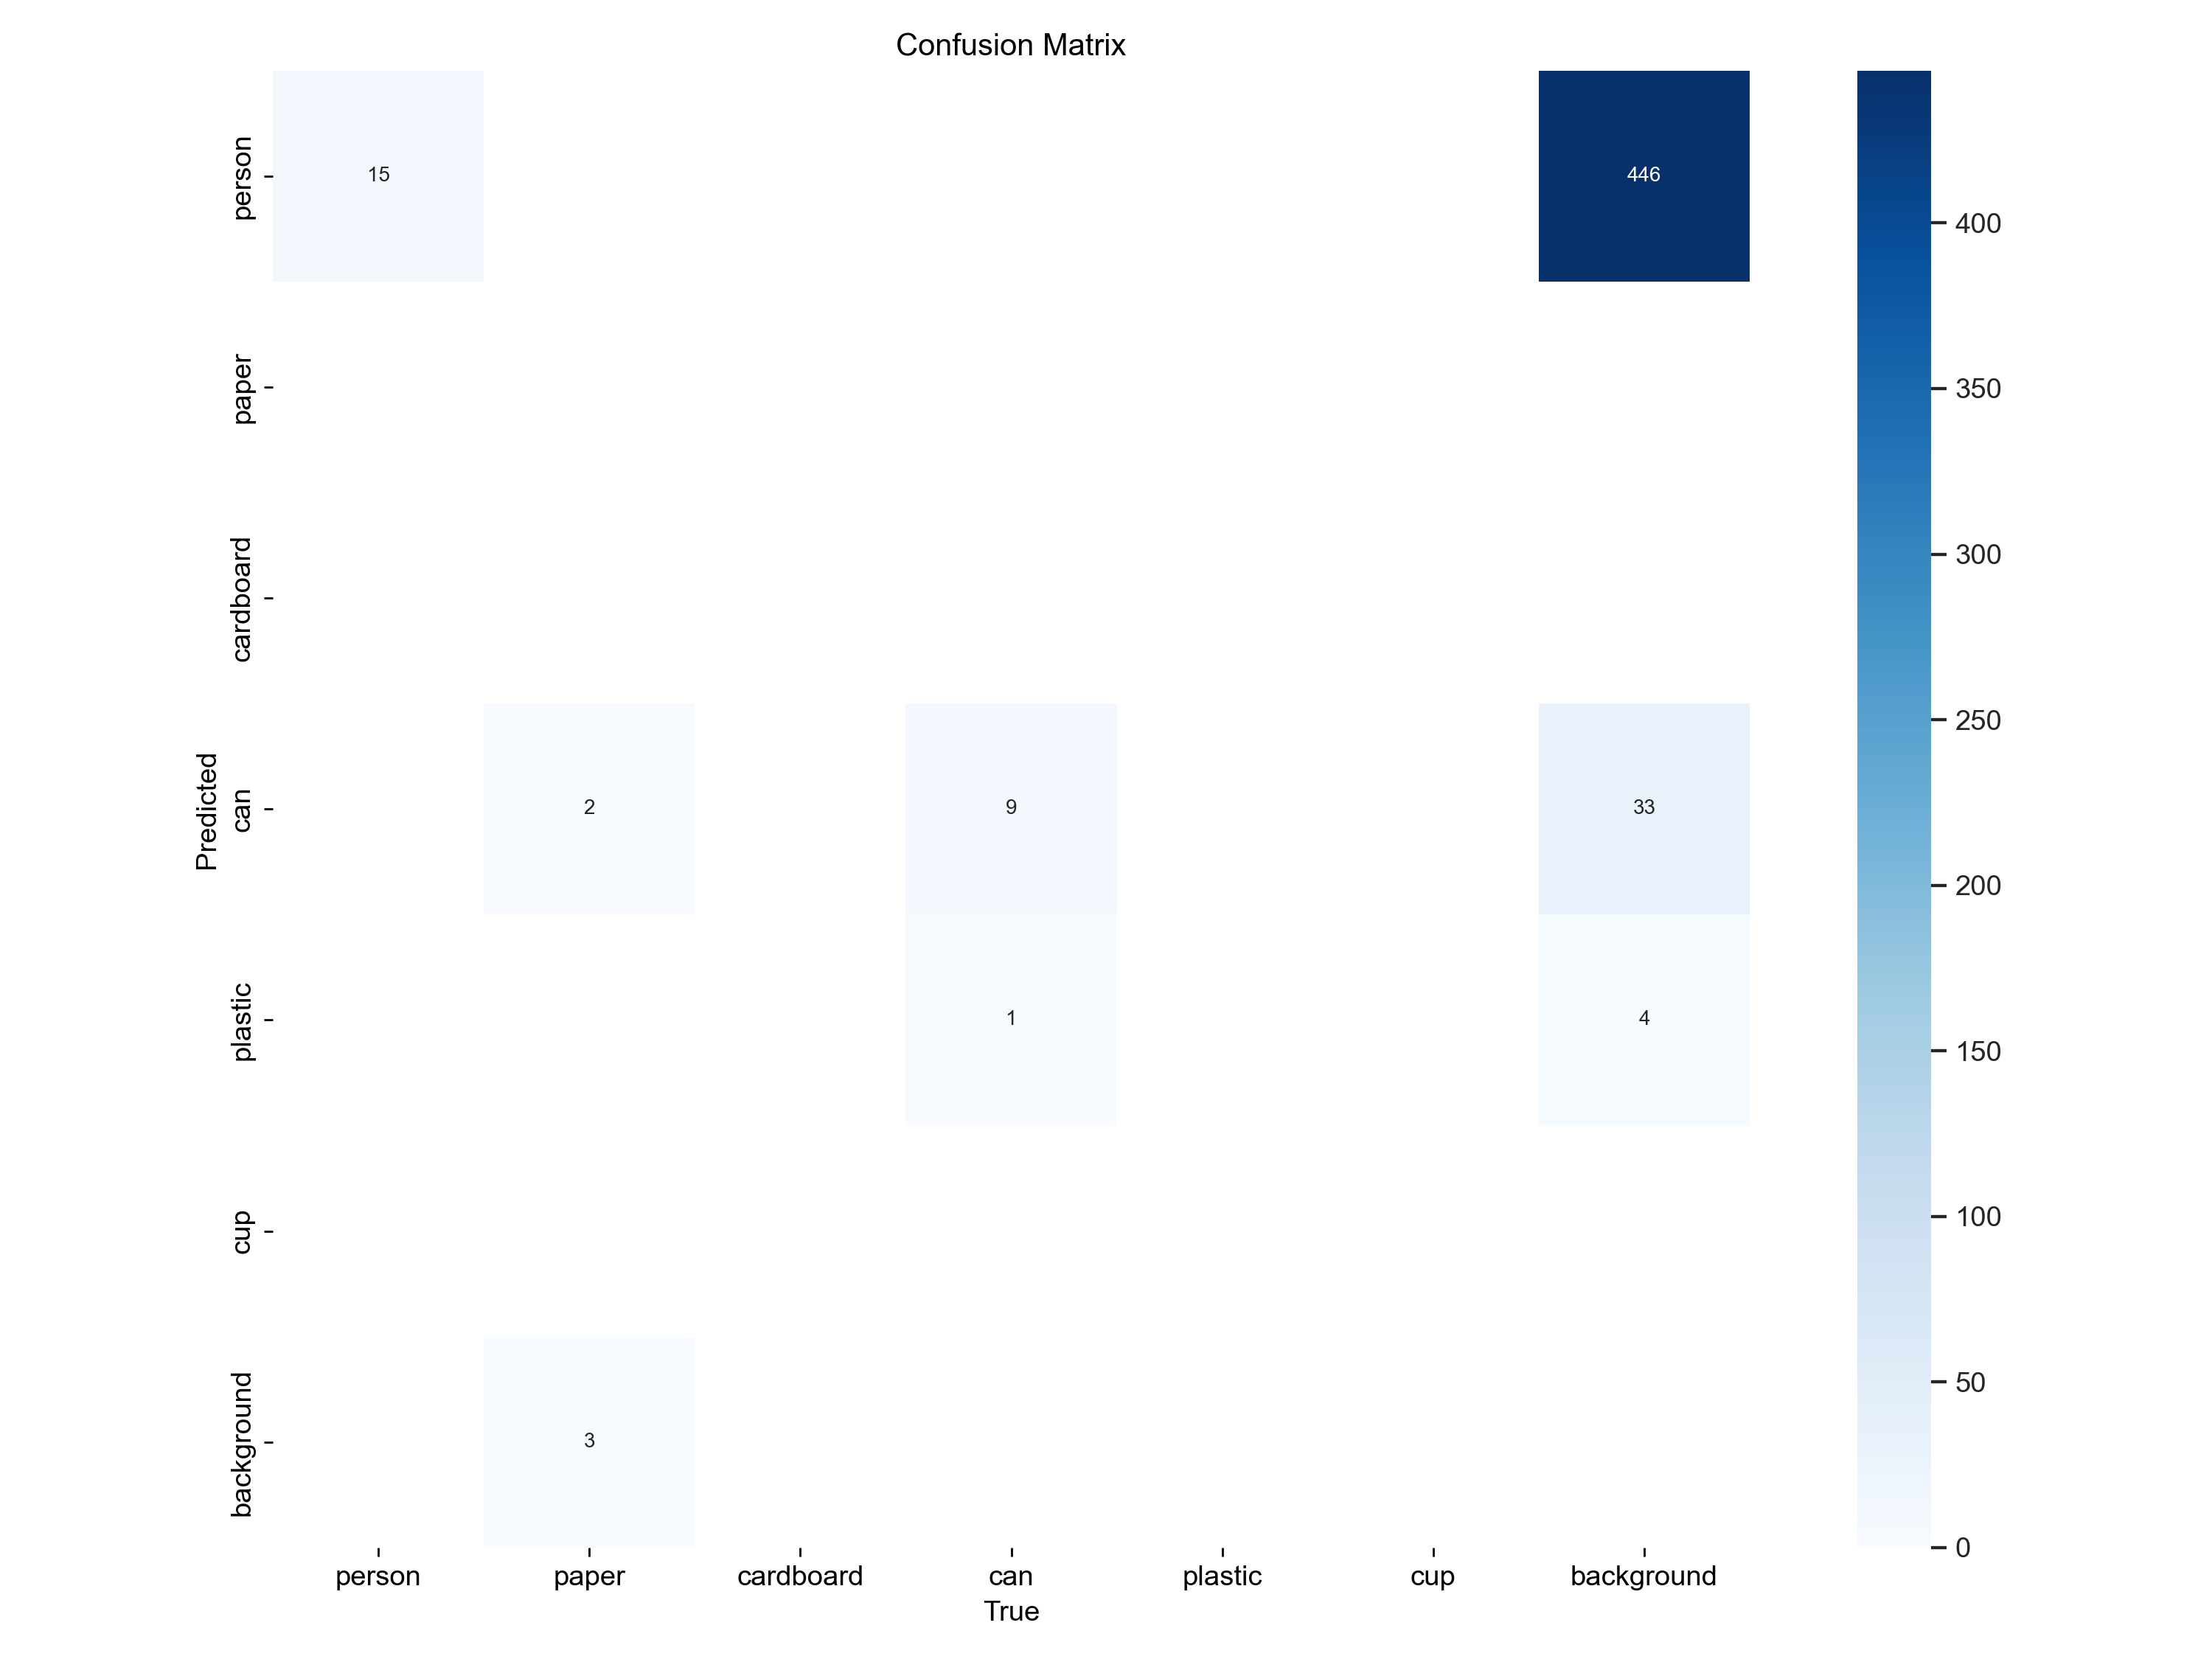 Confusion Matrix
person
15
446
400
paper
350
cardboard
300
250
Predicted
can
2
9
33
200
plastic
1
4
150
cup
100
background
3
50
0
person paper cardboard can plastic cup background
True